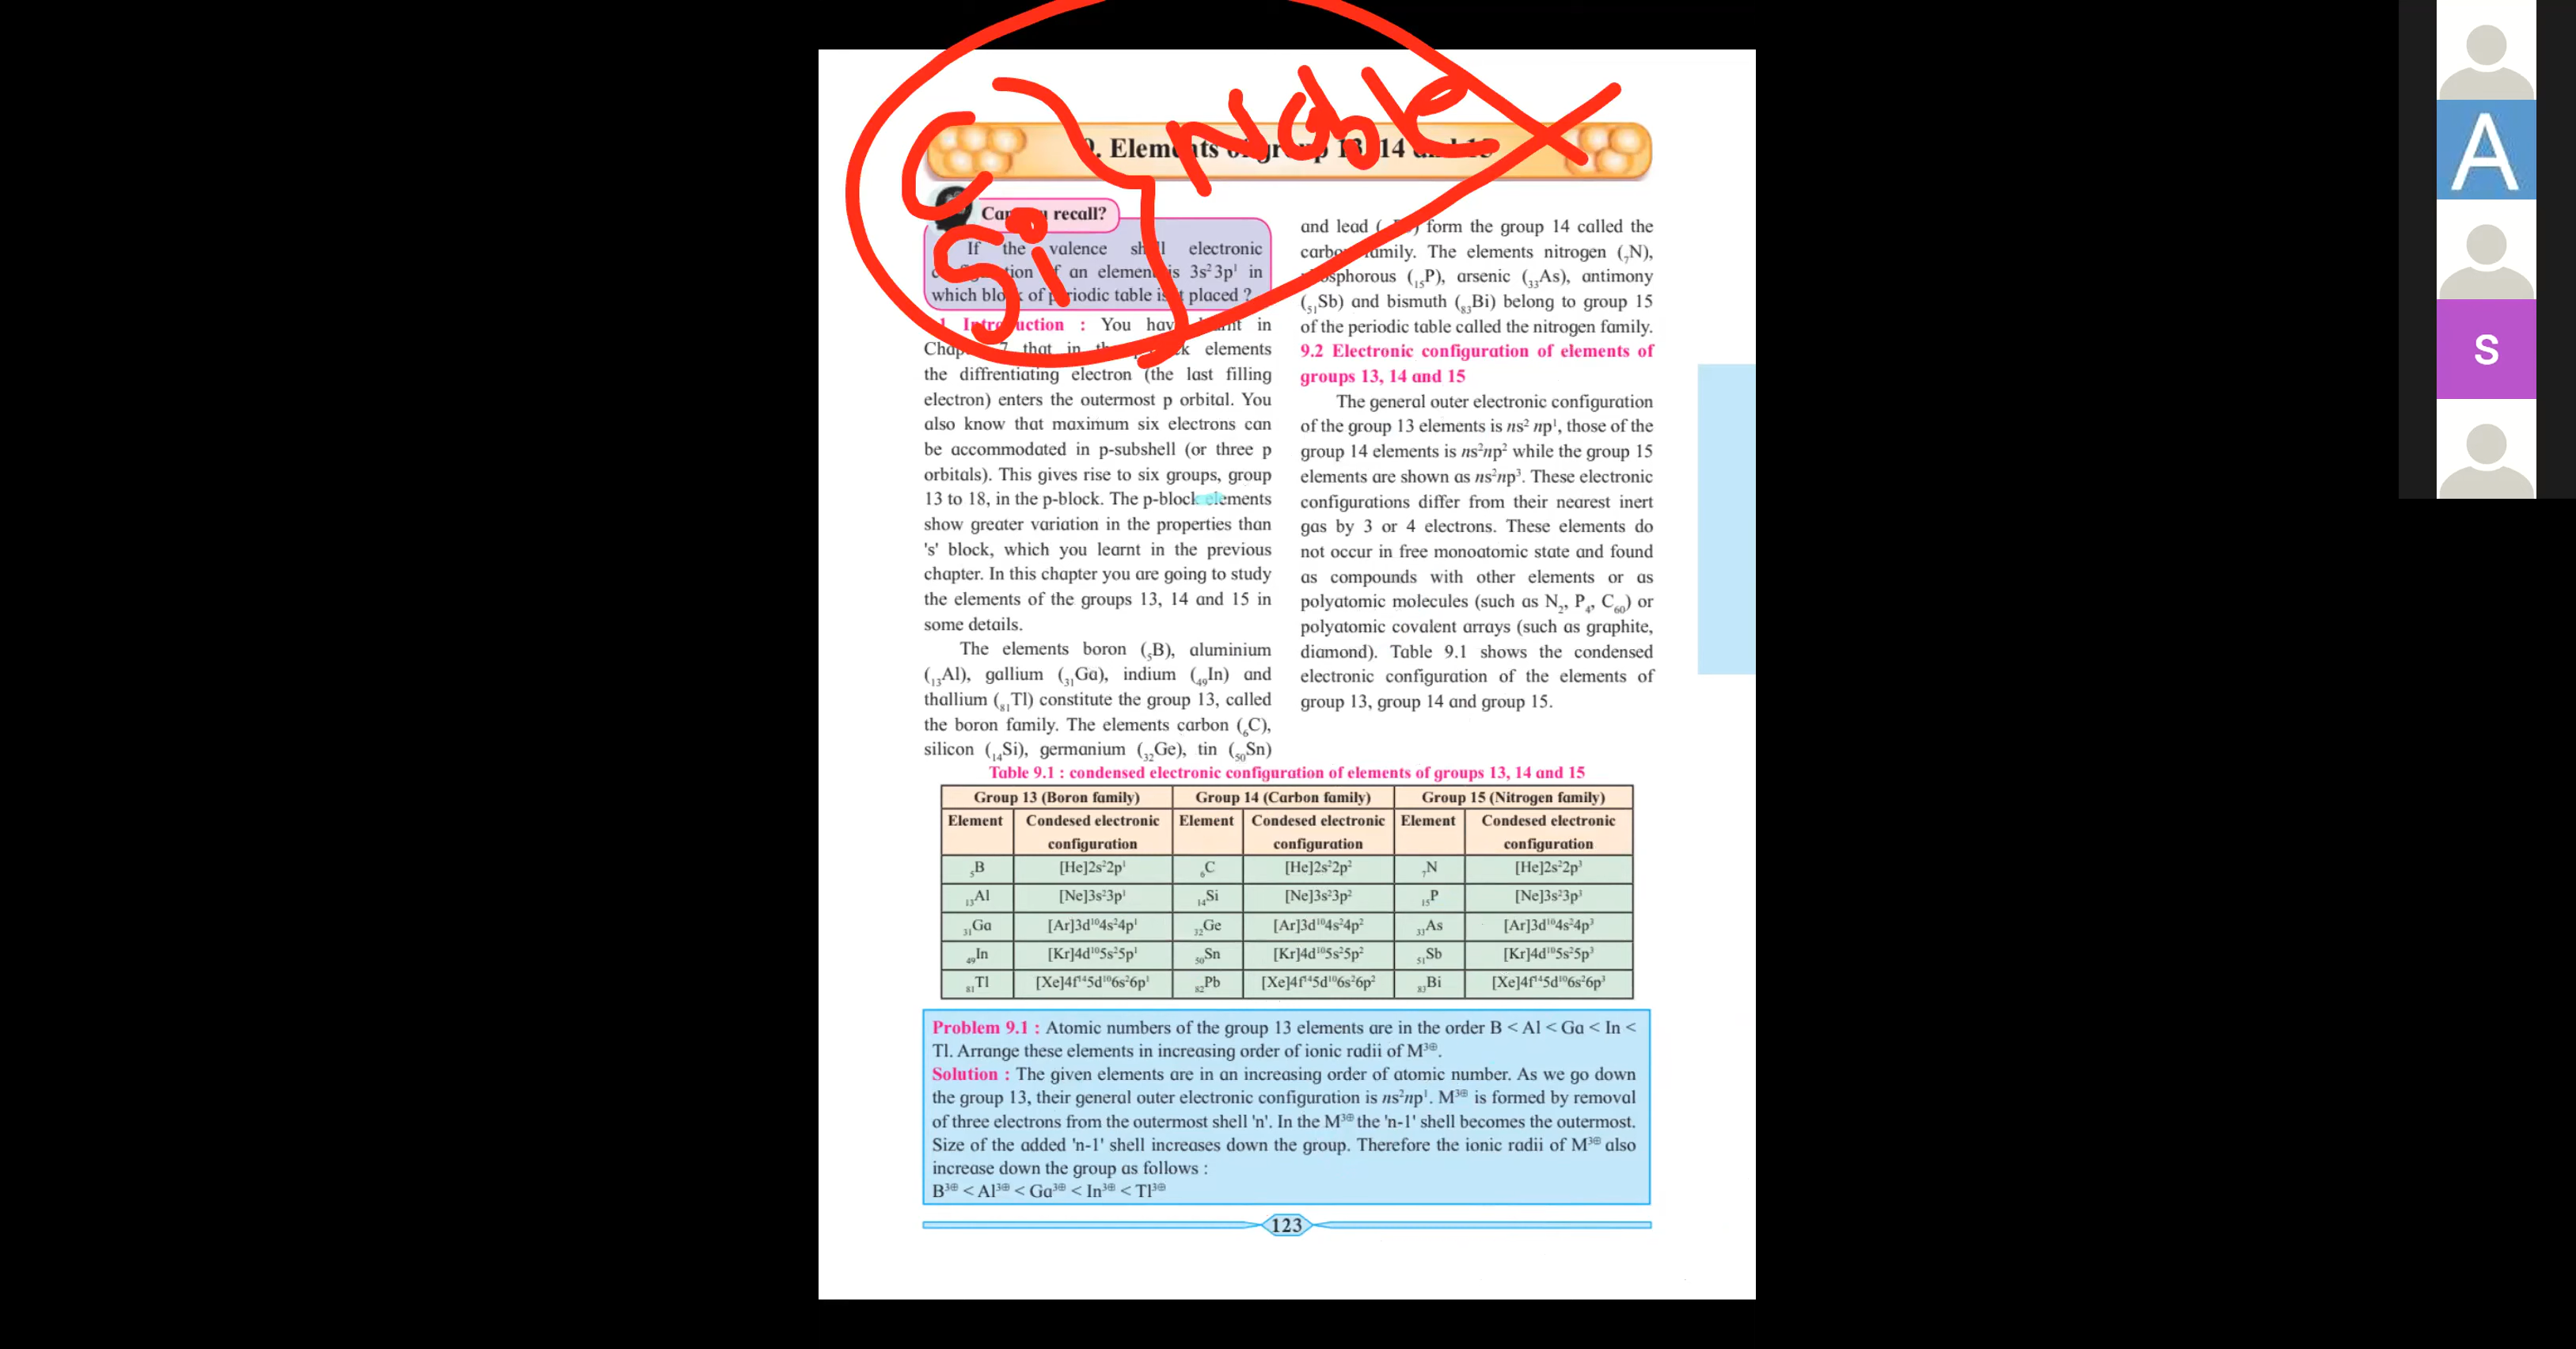 C
Si
Noble
9. Elements of group 13, 14 and 15
Can you recall?
If the valence shell electronic
configuration of an element is 3s²3p¹ in
which block of periodic table is it placed ?
Introduction : You have learnt in
Chapter 7 that in the p-block elements
the diffrentiating electron (the last filling
electron) enters the outermost p orbital. You
also know that maximum six electrons can
be accommodated in p-subshell (or three p
orbitals). This gives rise to six groups, group
13 to 18, in the p-block. The p-block elements
show greater variation in the properties than
's' block, which you learnt in the previous
chapter. In this chapter you are going to study
the elements of the groups 13, 14 and 15 in
some details.
The elements boron (₅B), aluminium
(₁₃Al), gallium (₃₁Ga), indium (₄₉In) and
thallium (₈₁Tl) constitute the group 13, called
the boron family. The elements carbon (₆C),
silicon (₁₄Si), germanium (₃₂Ge), tin (₅₀Sn)
and lead ( ) form the group 14 called the
carbon family. The elements nitrogen (₇N),
phosphorous (₁₅P), arsenic (₃₃As), antimony
(₅₁Sb) and bismuth (₈₃Bi) belong to group 15
of the periodic table called the nitrogen family.
9.2 Electronic configuration of elements of
groups 13, 14 and 15
The general outer electronic configuration
of the group 13 elements is ns² np¹, those of the
group 14 elements is ns²np² while the group 15
elements are shown as ns²np³. These electronic
configurations differ from their nearest inert
gas by 3 or 4 electrons. These elements do
not occur in free monoatomic state and found
as compounds with other elements or as
polyatomic molecules (such as N₂, P₄, C₆₀) or
polyatomic covalent arrays (such as graphite,
diamond). Table 9.1 shows the condensed
electronic configuration of the elements of
group 13, group 14 and group 15.
Table 9.1 : condensed electronic configuration of elements of groups 13, 14 and 15
Group 13 (Boron family) Group 14 (Carbon family) Group 15 (Nitrogen family)
Element Condesed electronic configuration Element Condesed electronic configuration Element Condesed electronic configuration
₅B [He]2s²2p¹ ₆C [He]2s²2p² ₇N [He]2s²2p³
₁₃Al [Ne]3s²3p¹ ₁₄Si [Ne]3s²3p² ₁₅P [Ne]3s²3p³
₃₁Ga [Ar]3d¹⁰4s²4p¹ ₃₂Ge [Ar]3d¹⁰4s²4p² ₃₃As [Ar]3d¹⁰4s²4p³
₄₉In [Kr]4d¹⁰5s²5p¹ ₅₀Sn [Kr]4d¹⁰5s²5p² ₅₁Sb [Kr]4d¹⁰5s²5p³
₈₁Tl [Xe]4f¹⁴5d¹⁰6s²6p¹ ₈₂Pb [Xe]4f¹⁴5d¹⁰6s²6p² ₈₃Bi [Xe]4f¹⁴5d¹⁰6s²6p³
Problem 9.1 : Atomic numbers of the group 13 elements are in the order B < Al < Ga < In <
Tl. Arrange these elements in increasing order of ionic radii of M³⊕.
Solution : The given elements are in an increasing order of atomic number. As we go down
the group 13, their general outer electronic configuration is ns²np¹. M³⊕ is formed by removal
of three electrons from the outermost shell 'n'. In the M³⊕ the 'n-1' shell becomes the outermost.
Size of the added 'n-1' shell increases down the group. Therefore the ionic radii of M³⊕ also
increase down the group as follows :
B³⊕ < Al³⊕ < Ga³⊕ < In³⊕ < Tl³⊕
123
A
S